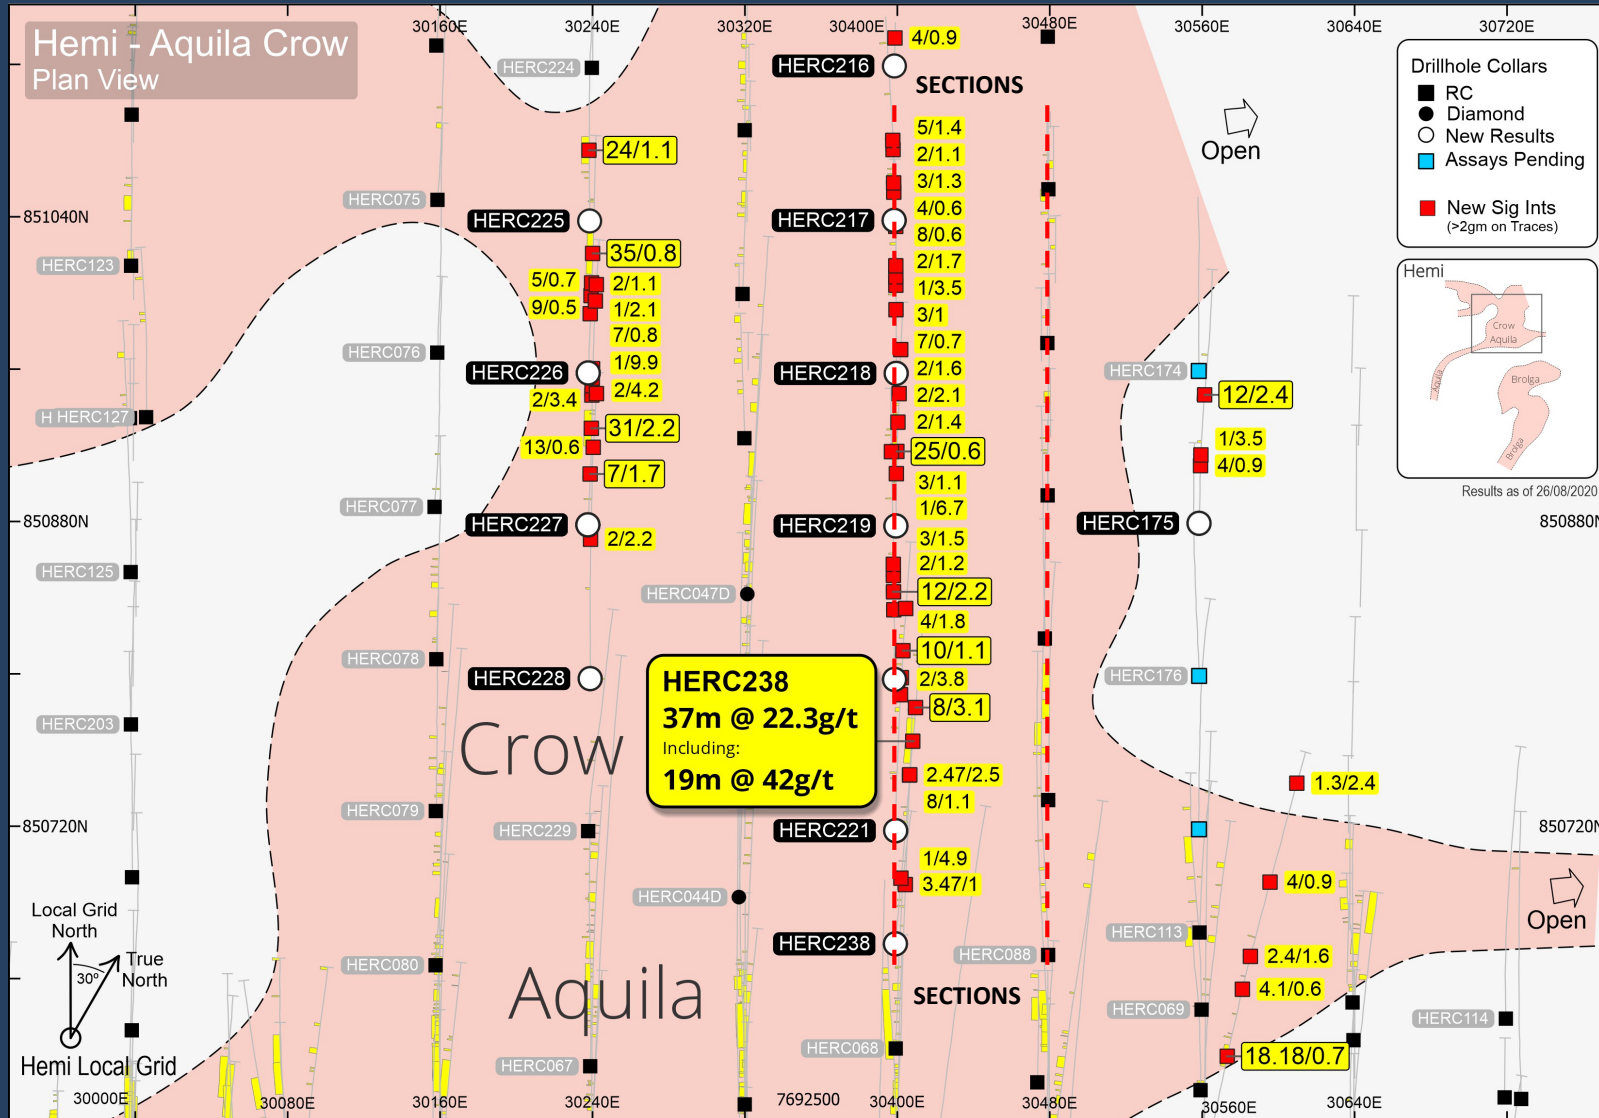 Hemi - Aquila Crow
Plan View
30160E
30240E
30320E
30400E
30480E
30560E
30640E
30720E
Drillhole Collars
RC
Diamond
New Results
Assays Pending
New Sig Ints
(>2gm on Traces)
Hemi
Crow
Aquila
Aquila
Brolga
Brolga
Results as of 26/08/2020
HERC224
HERC216
4/0.9
SECTIONS
Open
5/1.4
2/1.1
3/1.3
4/0.6
8/0.6
2/1.7
1/3.5
3/1
7/0.7
2/1.6
2/2.1
2/1.4
25/0.6
3/1.1
1/6.7
3/1.5
2/1.2
12/2.2
4/1.8
10/1.1
2/3.8
8/3.1
2.47/2.5
8/1.1
1/4.9
3.47/1
24/1.1
HERC075
851040N
HERC225
HERC217
35/0.8
HERC123
5/0.7
2/1.1
9/0.5
1/2.1
7/0.8
HERC076
1/9.9
HERC226
2/4.2
2/3.4
HERC218
HERC174
12/2.4
H HERC127
31/2.2
13/0.6
1/3.5
4/0.9
7/1.7
HERC077
850880N
HERC227
2/2.2
HERC219
HERC175
850880N
HERC125
HERC047D
HERC078
HERC228
HERC176
HERC238
37m @ 22.3g/t
Including:
19m @ 42g/t
HERC203
Crow
1.3/2.4
HERC079
850720N
HERC229
HERC221
850720N
4/0.9
HERC044D
Local Grid
North
True
North
30º
Hemi Local Grid
Open
HERC113
HERC238
HERC088
2.4/1.6
HERC080
4.1/0.6
Aquila
SECTIONS
HERC069
HERC114
HERC068
18.18/0.7
HERC067
30000E
30080E
30160E
30240E
7692500
30400E
30480E
30560E
30640E